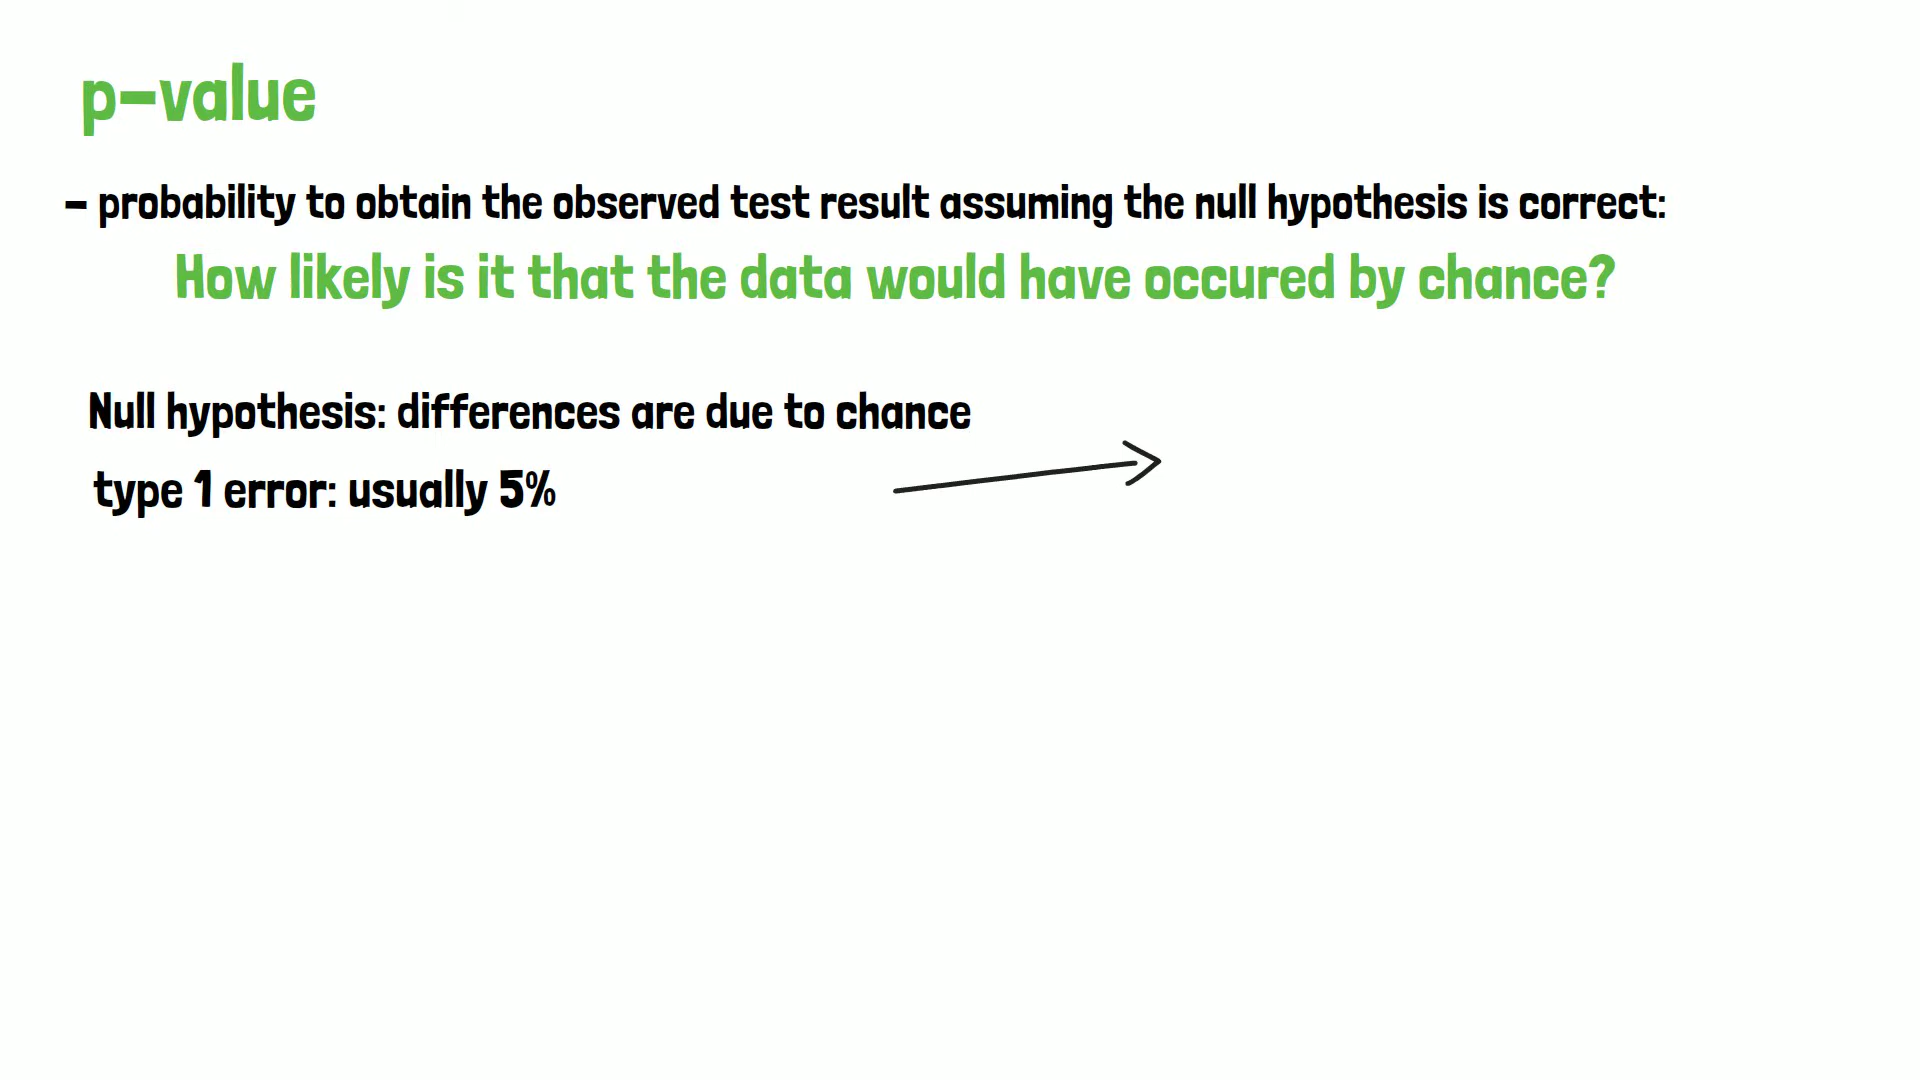 p-value
- probability to obtain the observed test result assuming the null hypothesis is correct:
How likely is it that the data would have occured by chance?
Null hypothesis: differences are due to chance
type 1 error: usually 5%